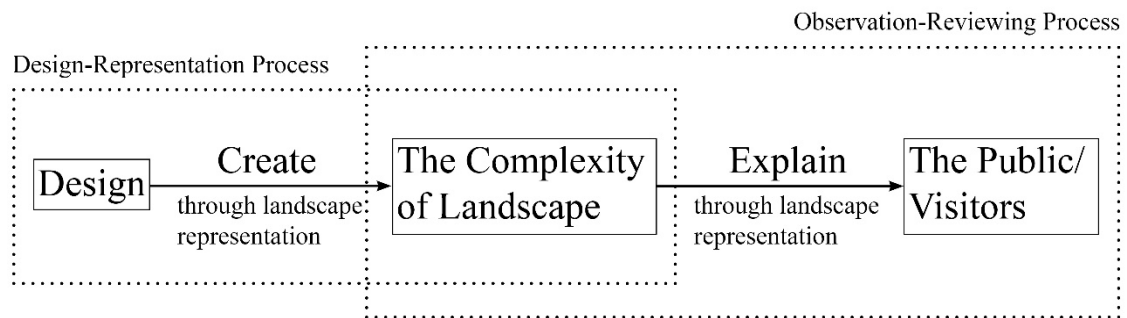 Observation-Reviewing Process
Design-Representation Process
Design
Create
through landscape
representation
The Complexity
of Landscape
Explain
through landscape
representation
The Public/
Visitors